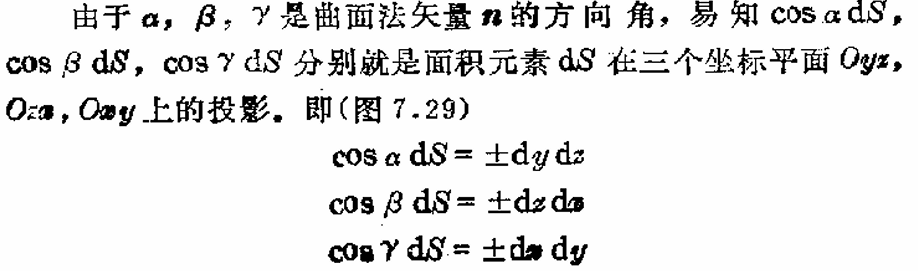 由于 α，β，γ 是曲面法矢量 n 的方向角，易知 cos α dS，
cos β dS，cos γ dS 分别就是面积元素 dS 在三个坐标平面 Oyz，
Ozx，Oxy 上的投影。即(图 7.29)
cos α dS = ±dy dz
cos β dS = ±dz dx
cos γ dS = ±dx dy